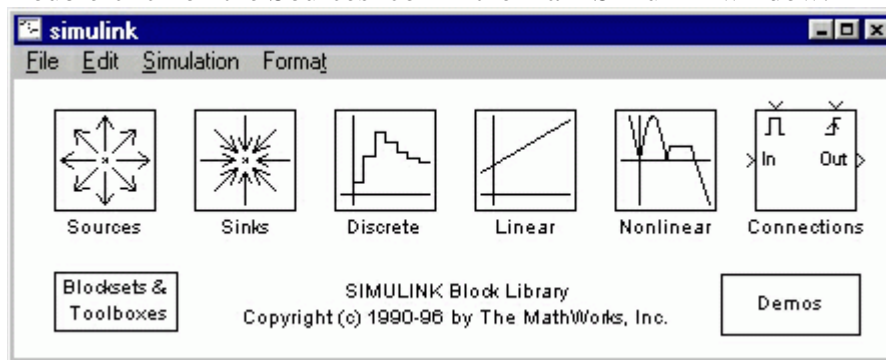 simulink
File Edit Simulation Format
In Out
Sources Sinks Discrete Linear Nonlinear Connections
Blocksets &
Toolboxes
SIMULINK Block Library
Copyright (c) 1990-96 by The MathWorks, Inc.
Demos